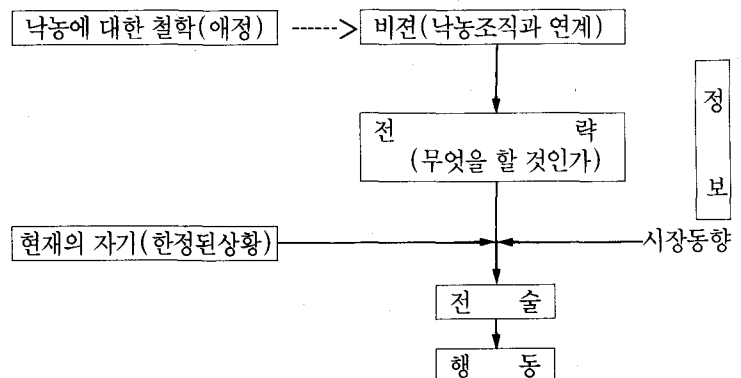 낙농에 대한 철학(애정)
비젼(낙농조직과 연계)
정
전 략
(무엇을 할 것인가)
보
현재의 자기(한정된상황)
시장동향
전 술
행 동